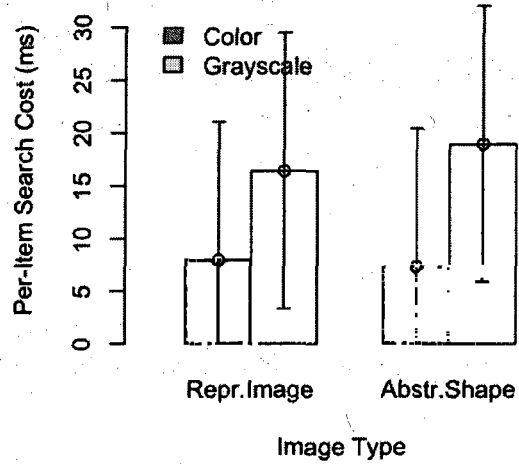 Per-Item Search Cost (ms)
30
25
20
15
10
5
0
Color
Grayscale
Repr.Image
Abstr.Shape
Image Type